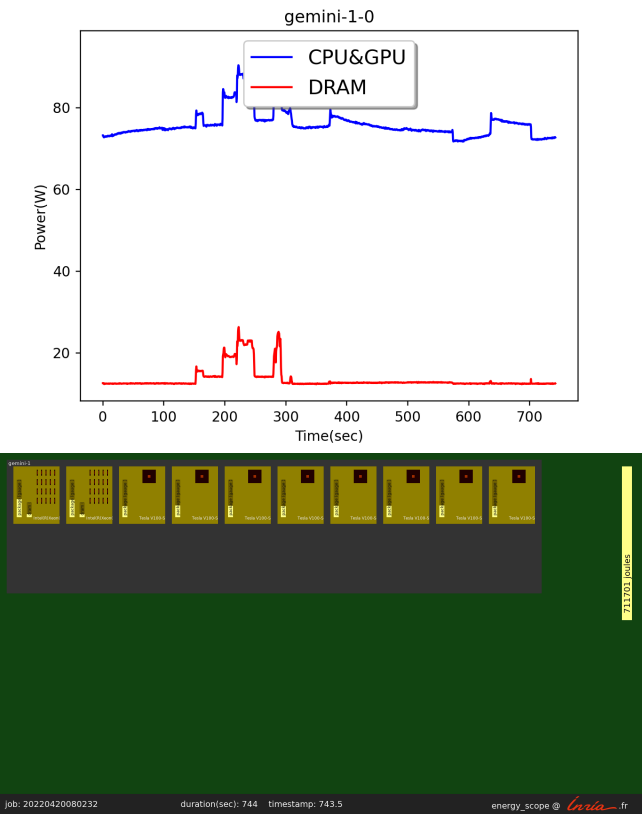 gemini-1-0
CPU&GPU
DRAM
80
60
40
20
Power(W)
0 100 200 300 400 500 600 700
Time(sec)
gemini-1
Tesla V100-S Tesla V100-S Tesla V100-S Tesla V100-S Tesla V100-S Tesla V100-S Tesla V100-S Tesla V100-S
711701 joules
job: 20220420080232 duration(sec): 744 timestamp: 743.5 energy_scope @ Inria .fr